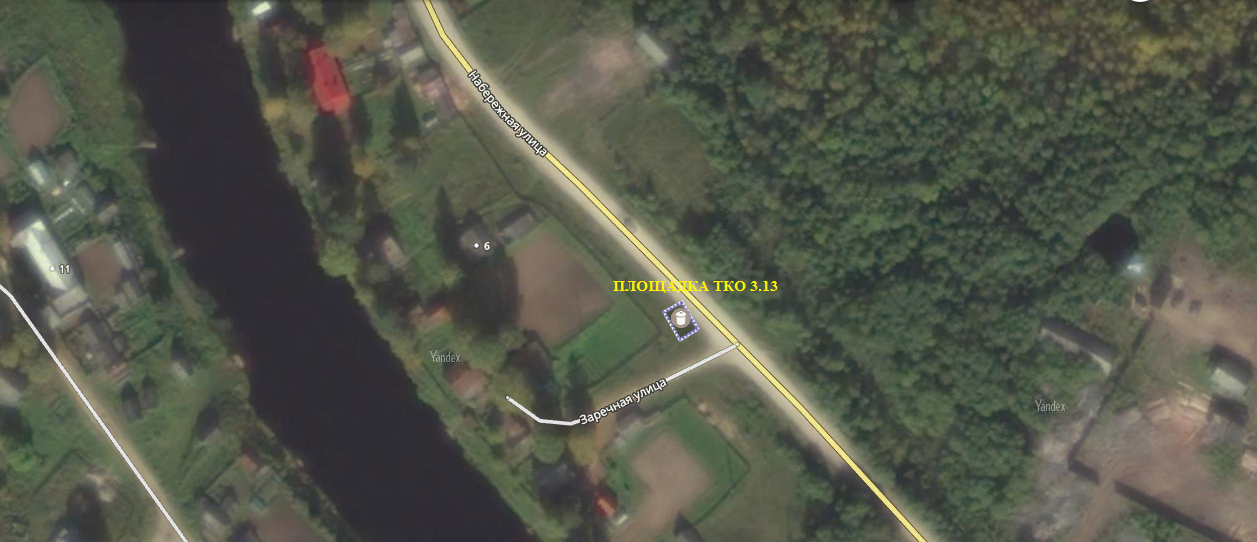 Набережная улица
6
11
ПЛОЩАДКА ТКО 3.13
Yandex
Заречная улица
Yandex